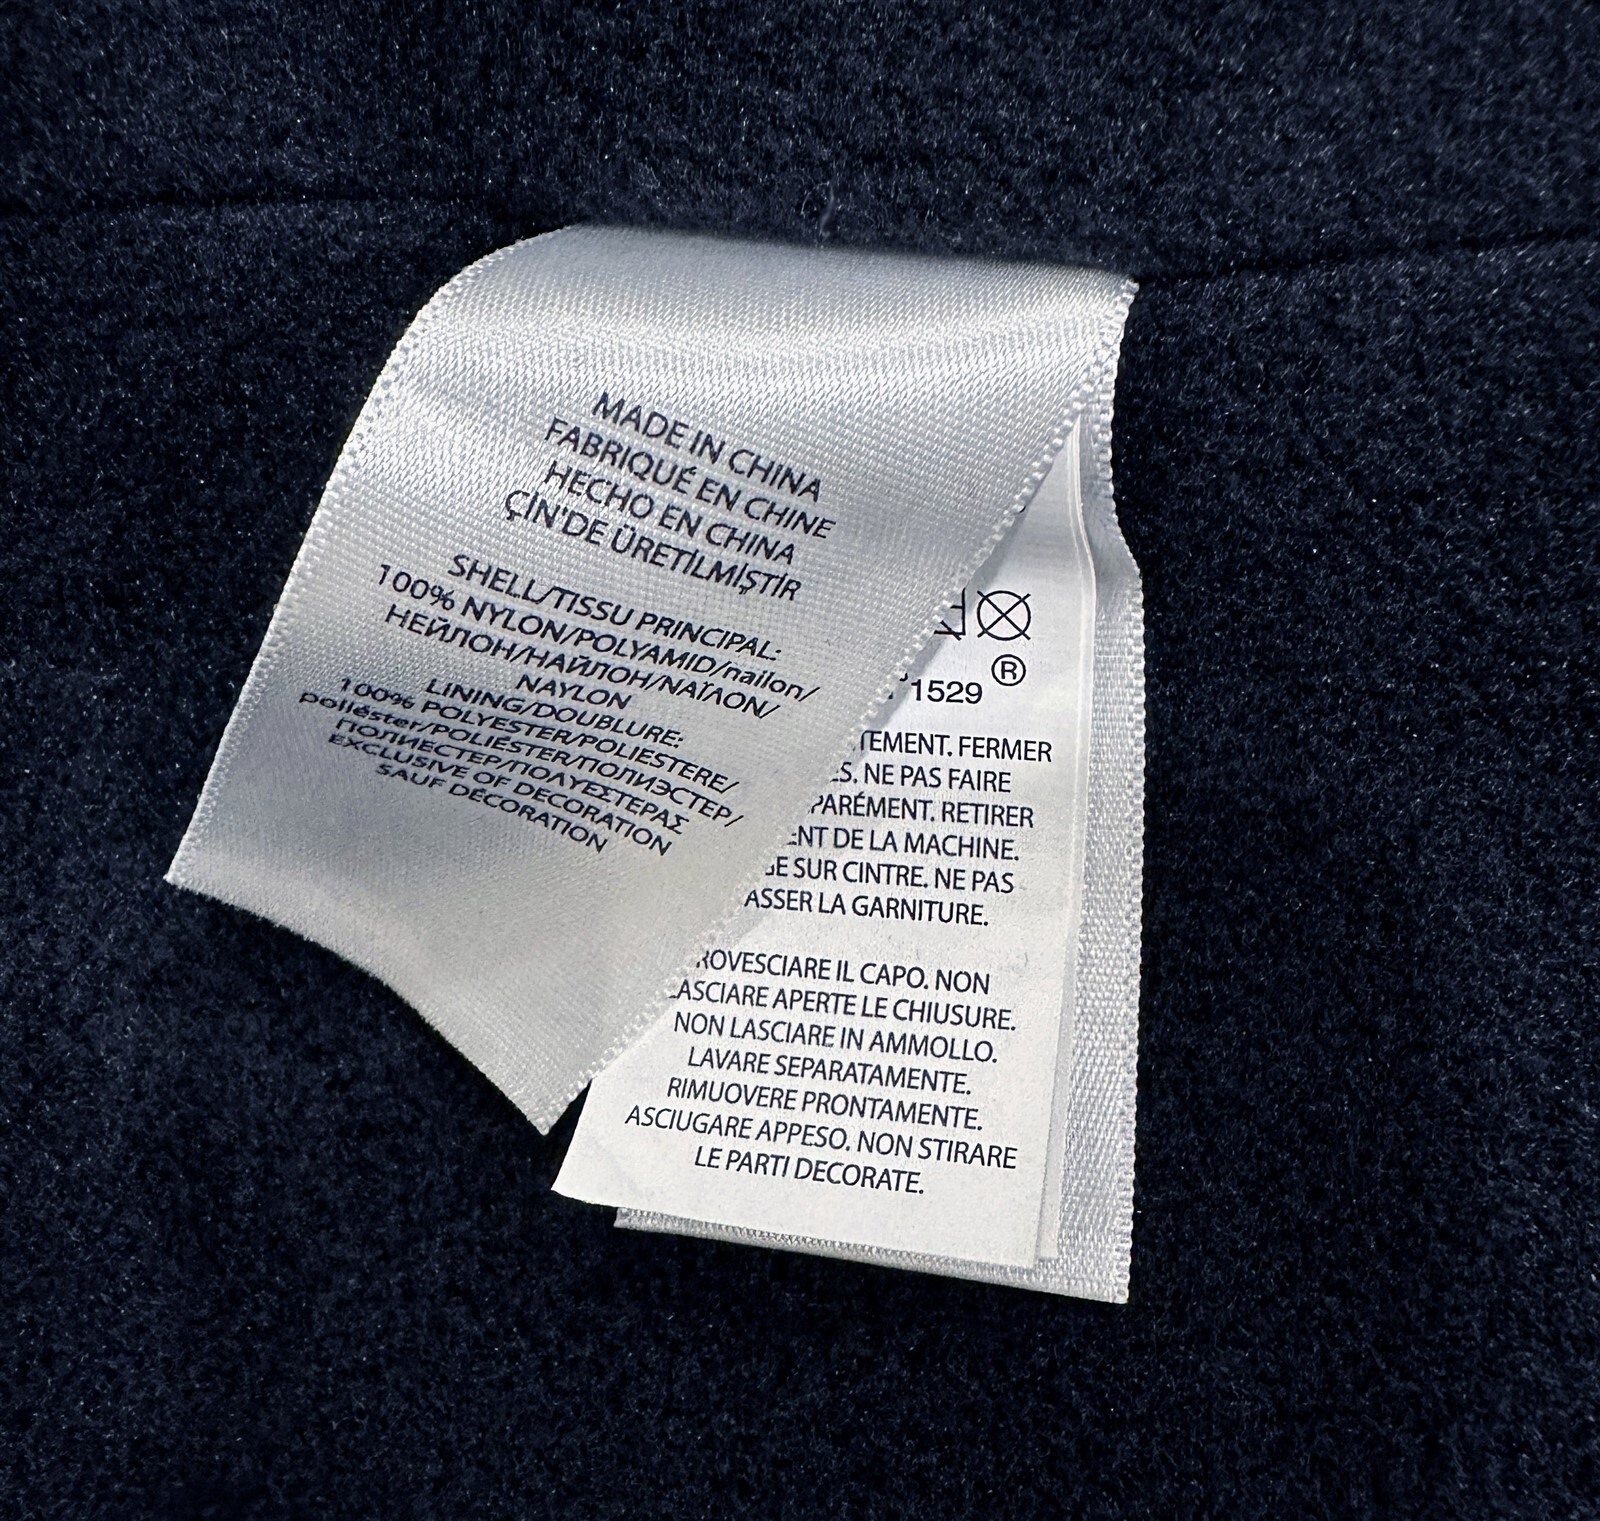 MADE IN CHINA
FABRIQUÉ EN CHINE
HECHO EN CHINA
ÇİN'DE ÜRETİLMİŞTİR
SHELL/TISSU PRINCIPAL:
100% NYLON/POLYAMID/nailon/
НЕЙЛОН/НАЙЛОН/ΝΑΪΛΟΝ/
NAYLON
LINING/DOUBLURE:
100% POLYESTER/POLIESTERE/
poliéster/POLIÉSTER/ПОЛИЭСТЕР/
ПОЛИЕСТЕР/ΠΟΛΥΕΣΤΕΡΑΣ
EXCLUSIVE OF DECORATION
SAUF DÉCORATION
®
1529
TEMENT. FERMER
S. NE PAS FAIRE
PARÉMENT. RETIRER
ENT DE LA MACHINE.
GE SUR CINTRE. NE PAS
ASSER LA GARNITURE.
ROVESCIARE IL CAPO. NON
LASCIARE APERTE LE CHIUSURE.
NON LASCIARE IN AMMOLLO.
LAVARE SEPARATAMENTE.
RIMUOVERE PRONTAMENTE.
ASCIUGARE APPESO. NON STIRARE
LE PARTI DECORATE.